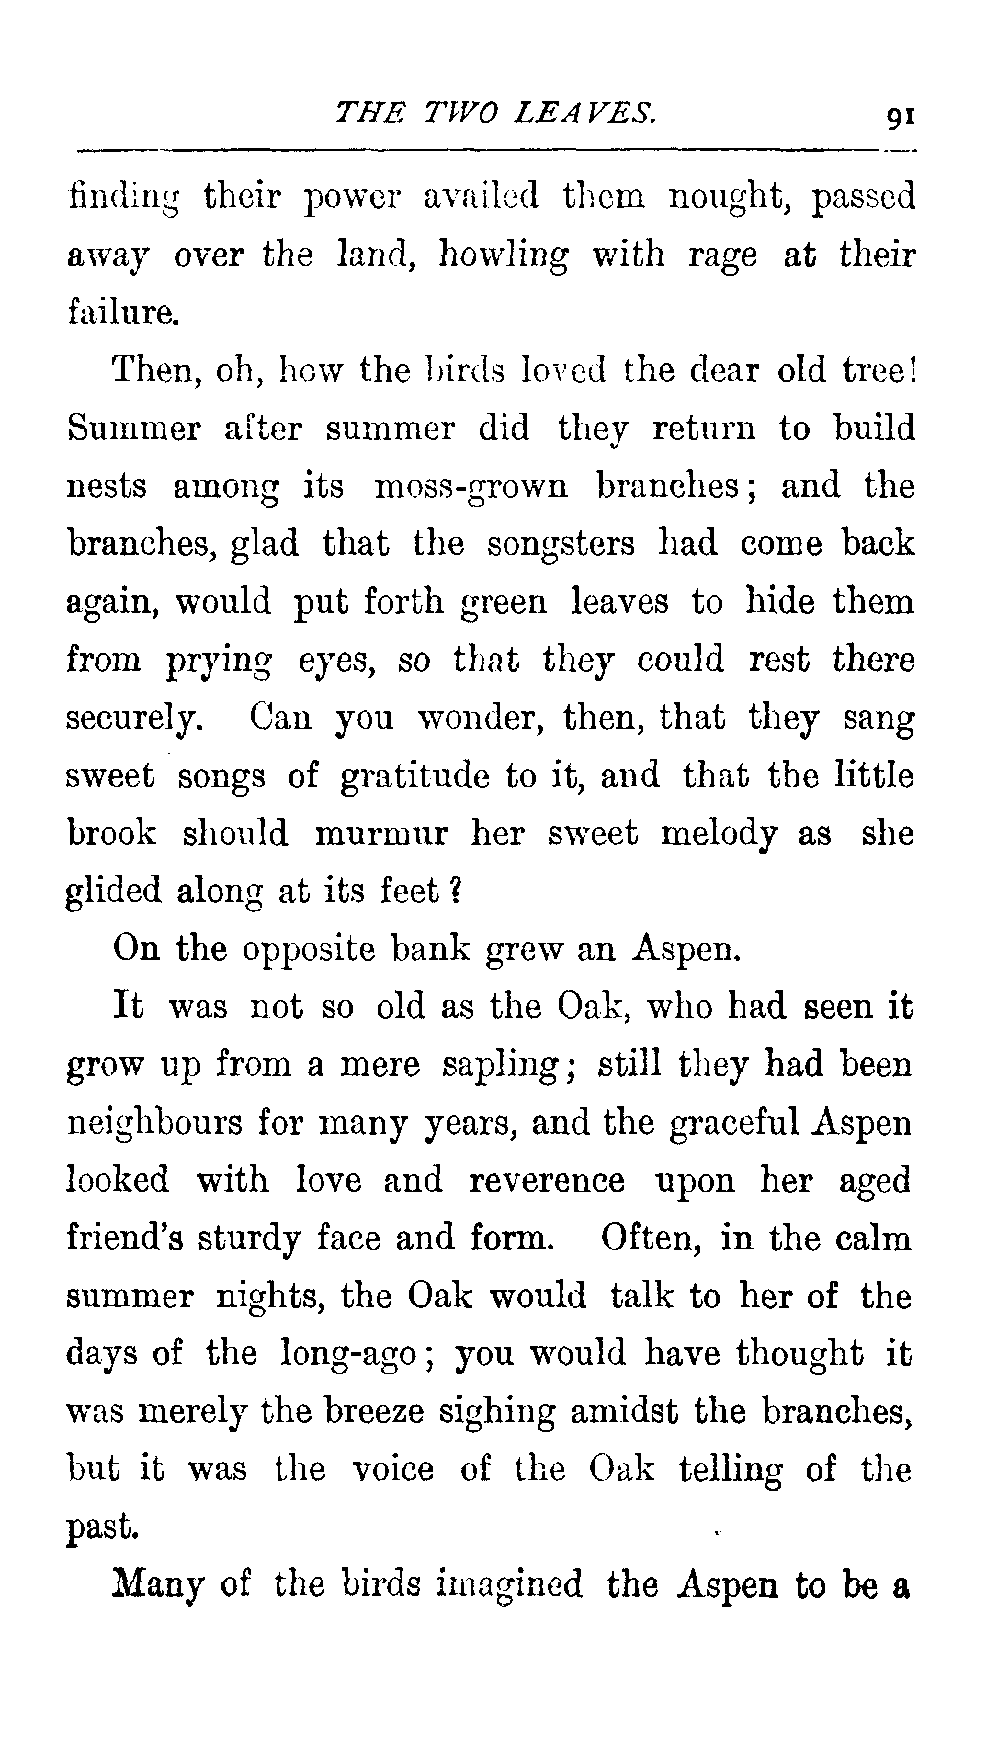 THE TWO LEAVES. 91
finding their power availed them nought, passed
away over the land, howling with rage at their
failure.
Then, oh, how the birds loved the dear old tree!
Summer after summer did they return to build
nests among its moss-grown branches; and the
branches, glad that the songsters had come back
again, would put forth green leaves to hide them
from prying eyes, so that they could rest there
securely. Can you wonder, then, that they sang
sweet songs of gratitude to it, and that the little
brook should murmur her sweet melody as she
glided along at its feet?
On the opposite bank grew an Aspen.
It was not so old as the Oak, who had seen it
grow up from a mere sapling; still they had been
neighbours for many years, and the graceful Aspen
looked with love and reverence upon her aged
friend's sturdy face and form. Often, in the calm
summer nights, the Oak would talk to her of the
days of the long-ago; you would have thought it
was merely the breeze sighing amidst the branches,
but it was the voice of the Oak telling of the
past.
Many of the birds imagined the Aspen to be a